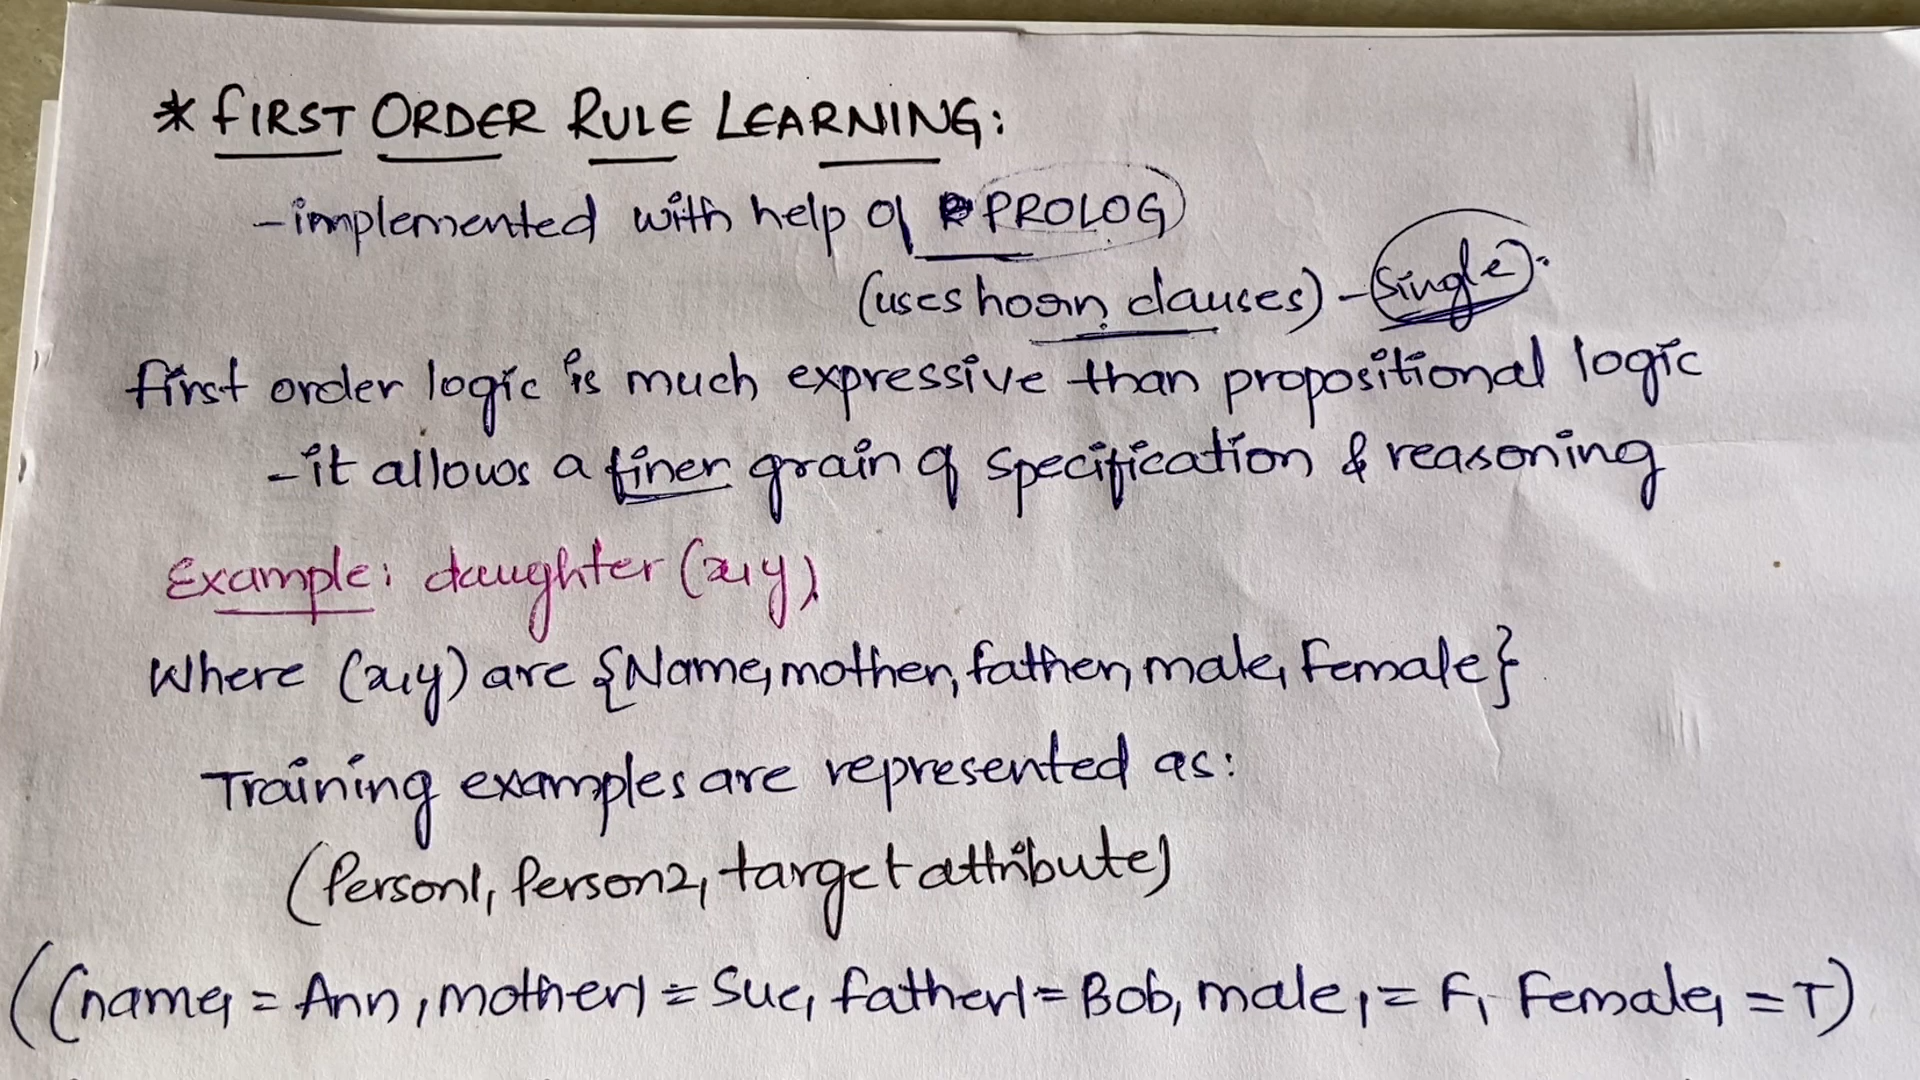 * FIRST ORDER RULE LEARNING:
- implemented with help of PROLOG
(uses horn clauses) - Single).
first order logic is much expressive than propositional logic
- it allows a finer grain of specification & reasoning
Example: daughter (x,y)
Where (x,y) are {Name, mother, father, male, Female}
Training examples are represented as:
(Person1, Person2, target attribute)
((name1 = Ann, mother1 = Sue, father1 = Bob, male1 = F, Female1 = T)